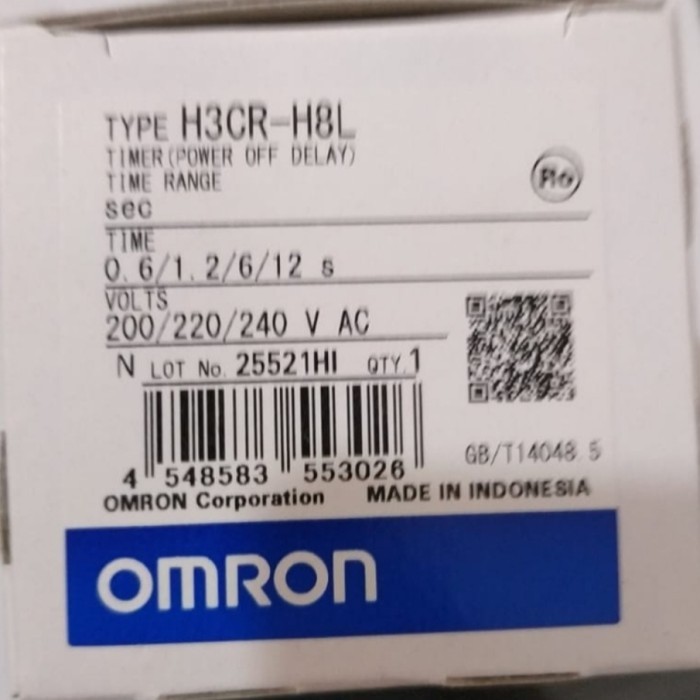 TYPE H3CR-H8L
TIMER(POWER OFF DELAY)
TIME RANGE
sec
TIME
0.6/1.2/6/12 s
VOLTS
200/220/240 V AC
N LOT No. 25521HI QTY.1
4 548583 553026
GB/T14048.5
OMRON Corporation MADE IN INDONESIA
OMRON